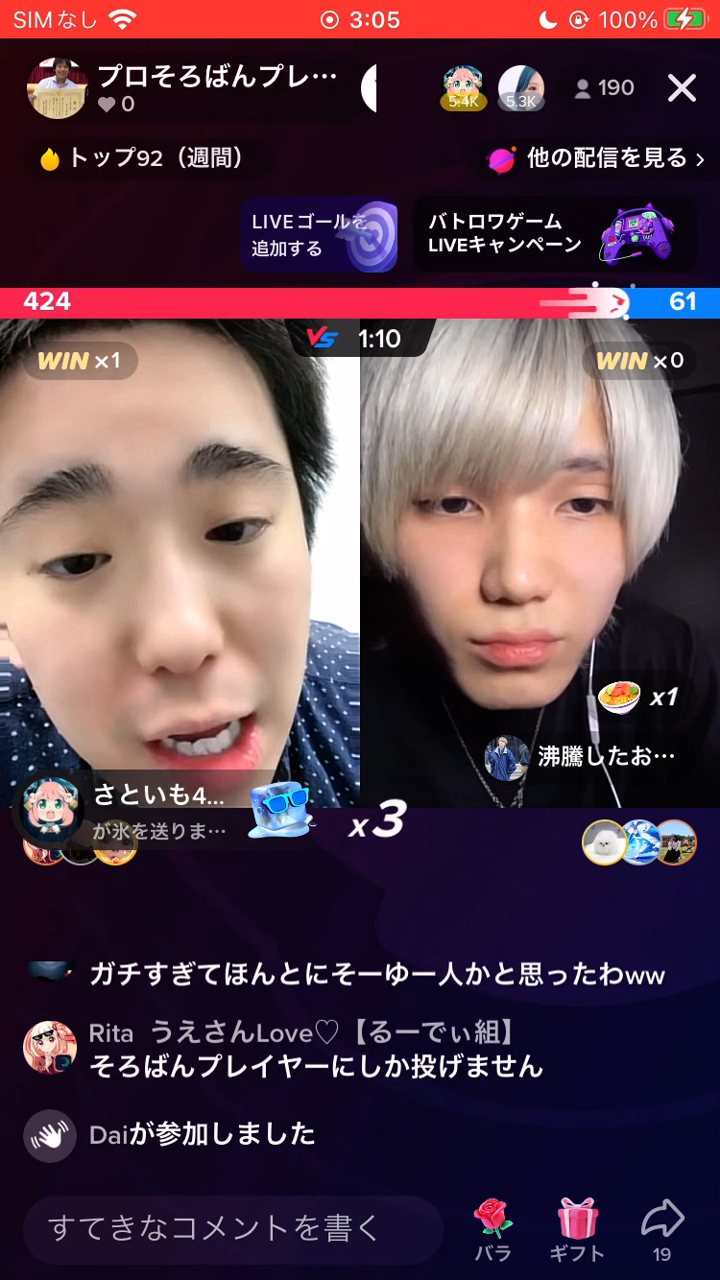 SIMなし 3:05 100%
プロそろばんプレ… 5.4K 5.3K 190
0
トップ92（週間） 他の配信を見る
LIVEゴールを
追加する
バトロワゲーム
LIVEキャンペーン
424 61
VS 1:10
WIN x1 WIN x0
x1
沸騰したお…
さといも4...
が氷を送りま…
x3
ガチすぎてほんとにそーゆー人かと思ったわww
Rita うえさんLove♡【るーでぃ組】
そろばんプレイヤーにしか投げません
Daiが参加しました
すてきなコメントを書く
バラ ギフト 19